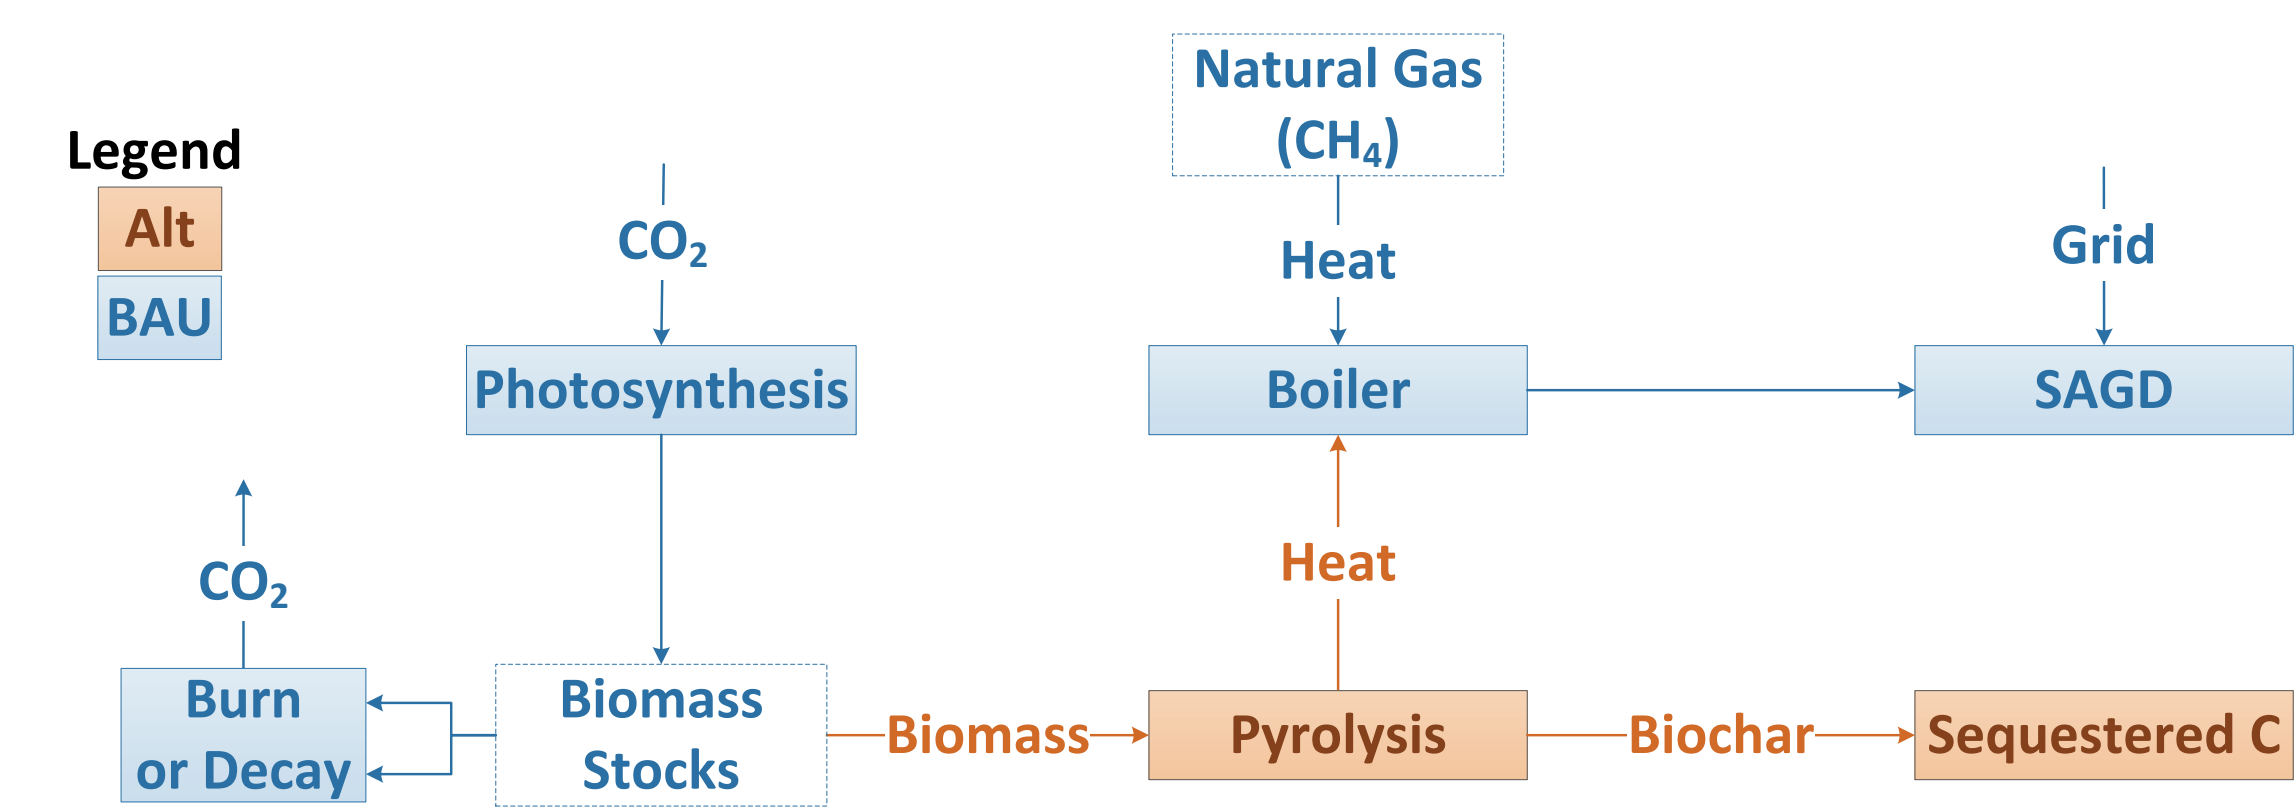 Legend
Alt
BAU
CO₂
Natural Gas
(CH₄)
Heat
Grid
Photosynthesis
Boiler
SAGD
CO₂
Heat
Burn
or Decay
Biomass
Stocks
Biomass
Pyrolysis
Biochar
Sequestered C